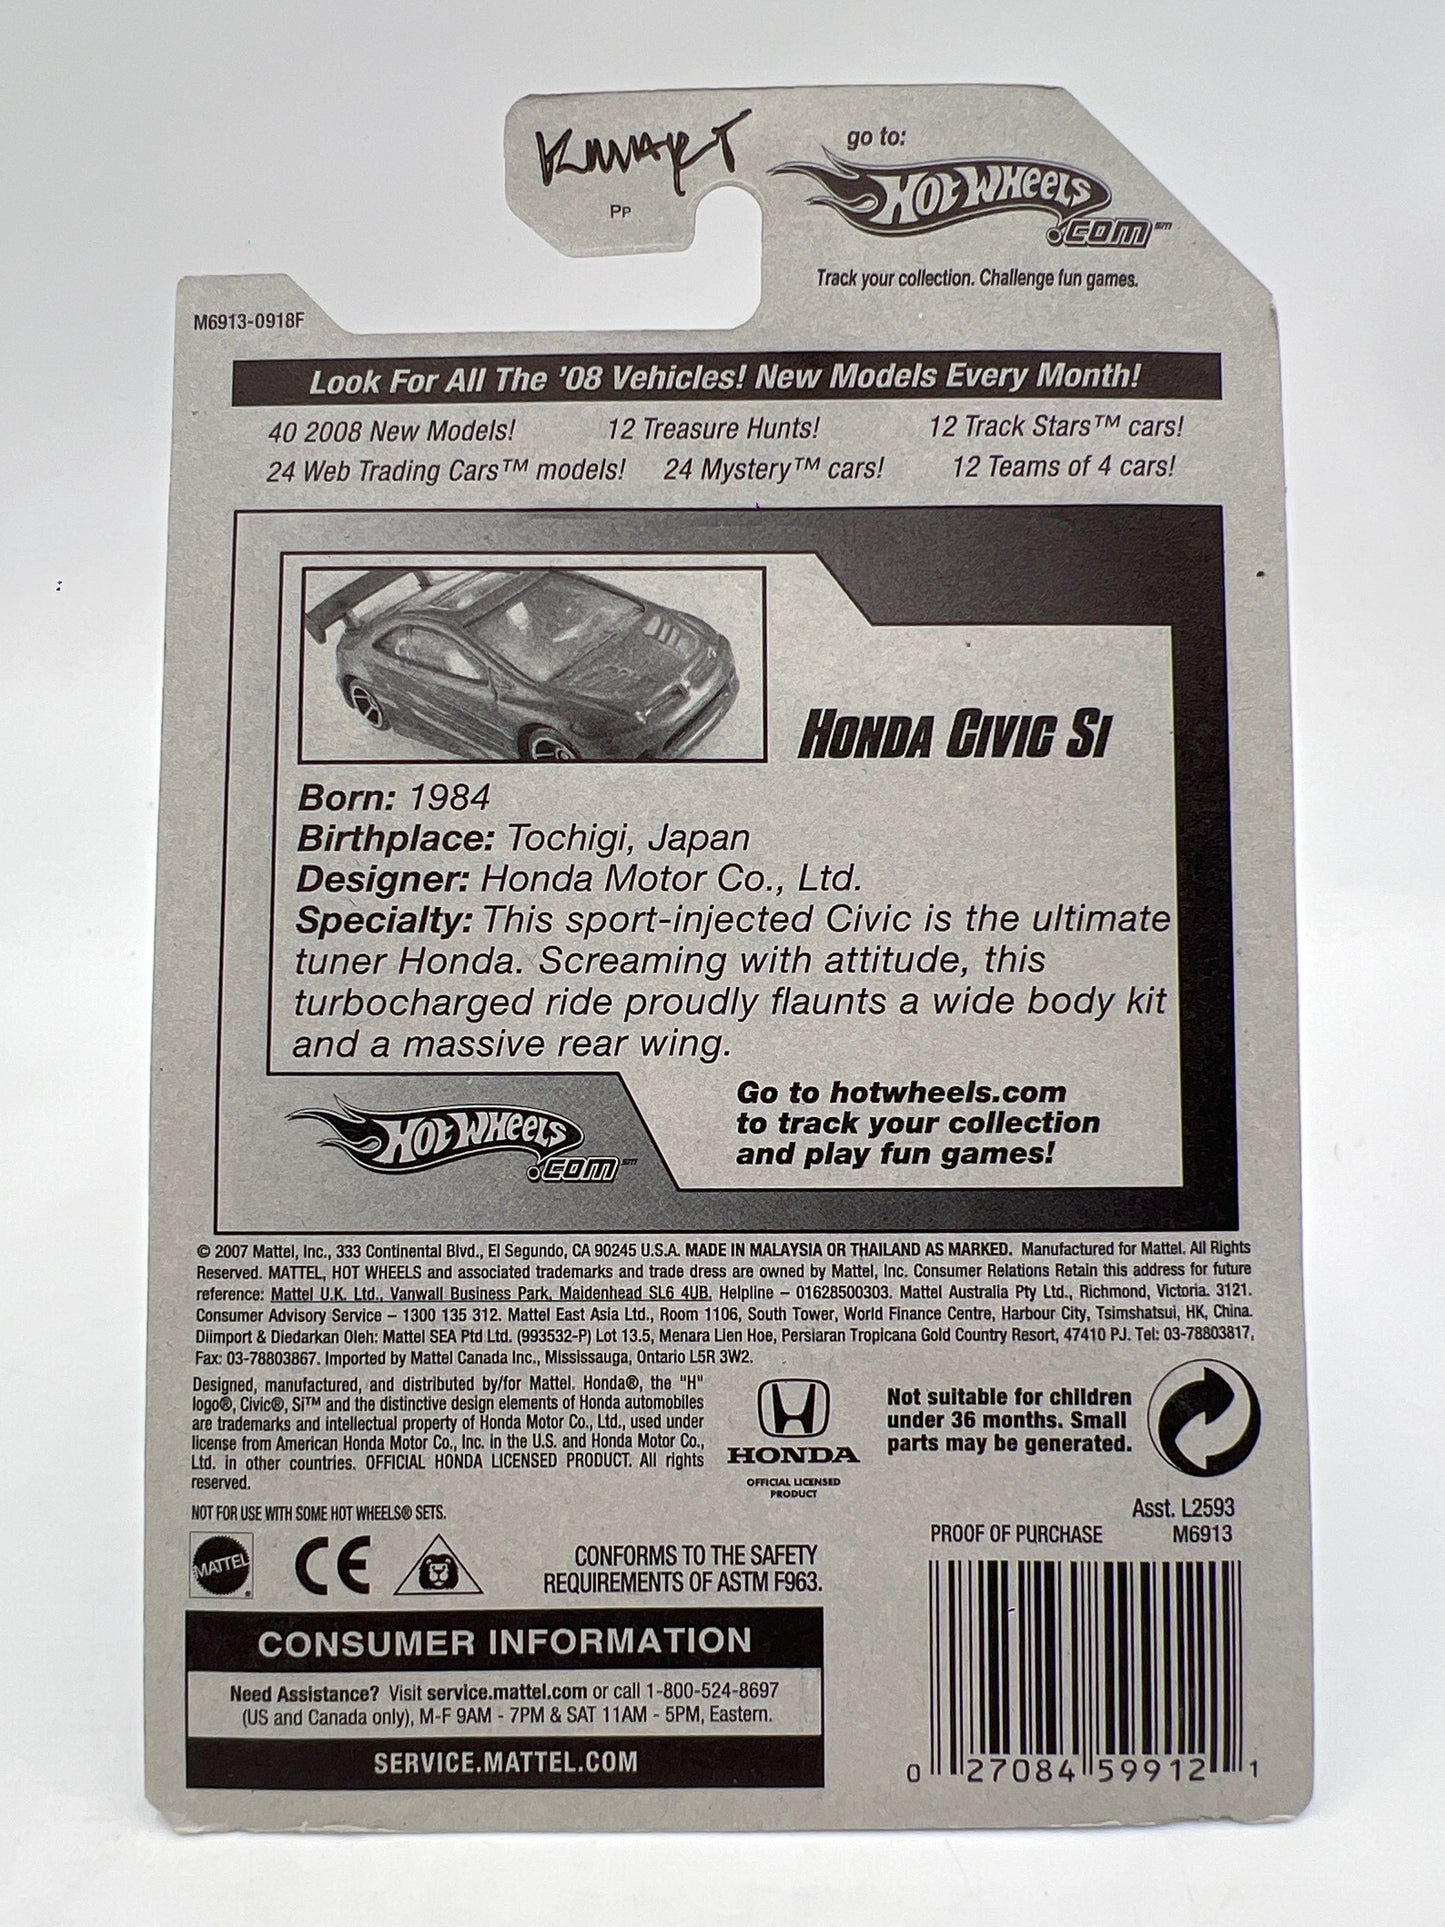 KMART
PP
go to:
HOT WHEELS
.COM℠
Track your collection. Challenge fun games.
M6913-0918F
Look For All The '08 Vehicles! New Models Every Month!
40 2008 New Models! 12 Treasure Hunts! 12 Track Stars™ cars!
24 Web Trading Cars™ models! 24 Mystery™ cars! 12 Teams of 4 cars!
HONDA CIVIC SI
Born: 1984
Birthplace: Tochigi, Japan
Designer: Honda Motor Co., Ltd.
Specialty: This sport-injected Civic is the ultimate
tuner Honda. Screaming with attitude, this
turbocharged ride proudly flaunts a wide body kit
and a massive rear wing.
HOT WHEELS
.COM℠
Go to hotwheels.com
to track your collection
and play fun games!
© 2007 Mattel, Inc., 333 Continental Blvd., El Segundo, CA 90245 U.S.A. MADE IN MALAYSIA OR THAILAND AS MARKED. Manufactured for Mattel. All Rights
Reserved. MATTEL, HOT WHEELS and associated trademarks and trade dress are owned by Mattel, Inc. Consumer Relations Retain this address for future
reference: Mattel U.K. Ltd., Vanwall Business Park, Maidenhead SL6 4UB. Helpline – 01628500303. Mattel Australia Pty Ltd., Richmond, Victoria. 3121.
Consumer Advisory Service – 1300 135 312. Mattel East Asia Ltd., Room 1106, South Tower, World Finance Centre, Harbour City, Tsimshatsui, HK, China.
Diimport & Diedarkan Oleh: Mattel SEA Ptd Ltd. (993532-P) Lot 13.5, Menara Lien Hoe, Persiaran Tropicana Gold Country Resort, 47410 PJ. Tel: 03-78803817,
Fax: 03-78803867. Imported by Mattel Canada Inc., Mississauga, Ontario L5R 3W2.
Designed, manufactured, and distributed by/for Mattel. Honda®, the "H"
logo®, Civic®, Si™ and the distinctive design elements of Honda automobiles
are trademarks and intellectual property of Honda Motor Co., Ltd., used under
license from American Honda Motor Co., Inc. in the U.S. and Honda Motor Co.,
Ltd. in other countries. OFFICIAL HONDA LICENSED PRODUCT. All rights
reserved.
HONDA
OFFICIAL LICENSED
PRODUCT
Not suitable for children
under 36 months. Small
parts may be generated.
NOT FOR USE WITH SOME HOT WHEELS® SETS.
Asst. L2593
PROOF OF PURCHASE M6913
MATTEL
CE
CONFORMS TO THE SAFETY
REQUIREMENTS OF ASTM F963.
CONSUMER INFORMATION
Need Assistance? Visit service.mattel.com or call 1-800-524-8697
(US and Canada only), M-F 9AM - 7PM & SAT 11AM - 5PM, Eastern.
SERVICE.MATTEL.COM
0 27084 59912 1